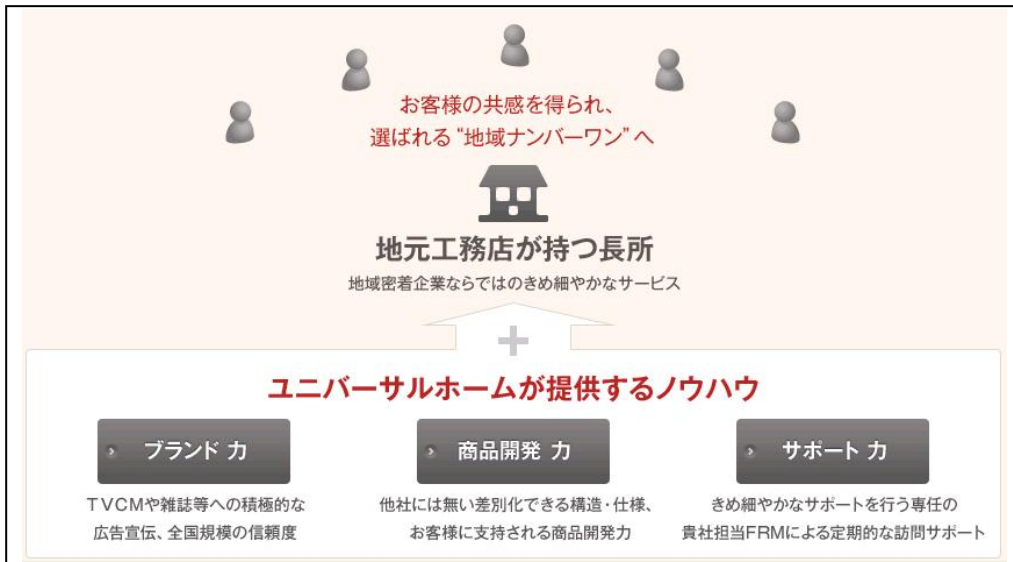 お客様の共感を得られ、
選ばれる“地域ナンバーワン”へ
地元工務店が持つ長所
地域密着企業ならではのきめ細やかなサービス
+
ユニバーサルホームが提供するノウハウ
ブランド 力
TVCMや雑誌等への積極的な
広告宣伝、全国規模の信頼度
商品開発 力
他社には無い差別化できる構造・仕様、
お客様に支持される商品開発力
サポート 力
きめ細やかなサポートを行う専任の
貴社担当FRMによる定期的な訪問サポート